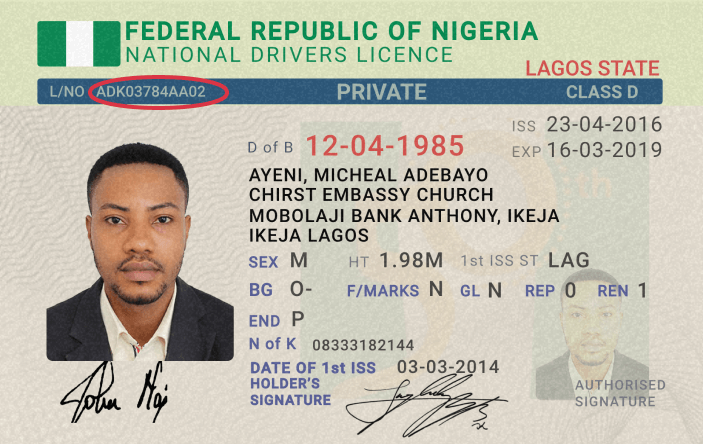 FEDERAL REPUBLIC OF NIGERIA
NATIONAL DRIVERS LICENCE
LAGOS STATE
L/NO ADK03784AA02 PRIVATE CLASS D
ISS 23-04-2016
D of B 12-04-1985 EXP 16-03-2019
AYENI, MICHEAL ADEBAYO
CHIRST EMBASSY CHURCH
MOBOLAJI BANK ANTHONY, IKEJA
IKEJA LAGOS
SEX M HT 1.98M 1st ISS ST LAG
BG O- F/MARKS N GL N REP 0 REN 1
END P
N of K 08333182144
DATE OF 1st ISS 03-03-2014
HOLDER'S
SIGNATURE
AUTHORISED
SIGNATURE